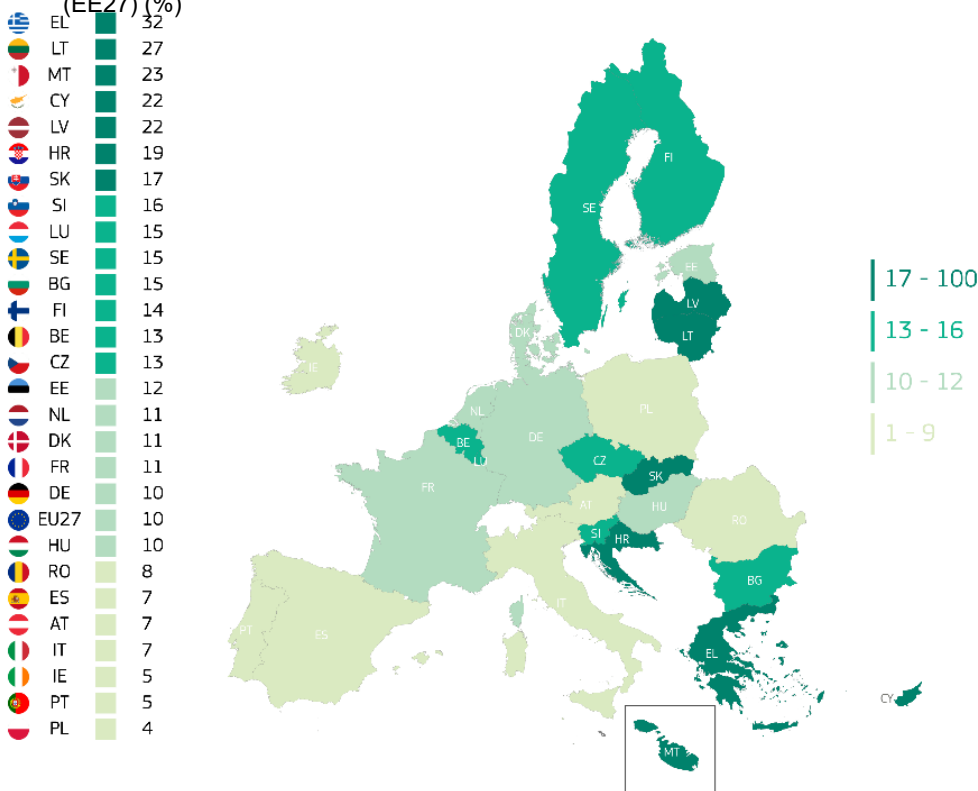 (EE27) (%)
EL 32
LT 27
MT 23
CY 22
LV 22
HR 19
SK 17
SI 16
LU 15
SE 15
BG 15
FI 14
BE 13
CZ 13
EE 12
NL 11
DK 11
FR 11
DE 10
EU27 10
HU 10
RO 8
ES 7
AT 7
IT 7
IE 5
PT 5
PL 4
FI
SE
EE
LV
LT
DK
IE
NL
PL
DE
BE
LU
CZ
SK
FR
AT
HU
RO
SI
HR
BG
IT
PT
ES
EL
CY
MT
17 - 100
13 - 16
10 - 12
1 - 9